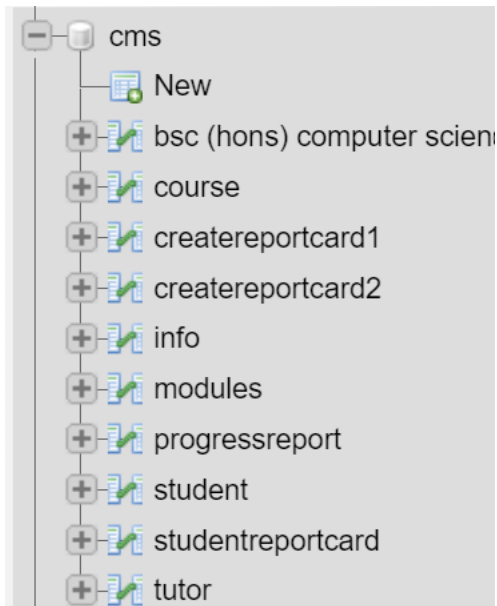 cms
New
bsc (hons) computer scien
course
createreportcard1
createreportcard2
info
modules
progressreport
student
studentreportcard
tutor